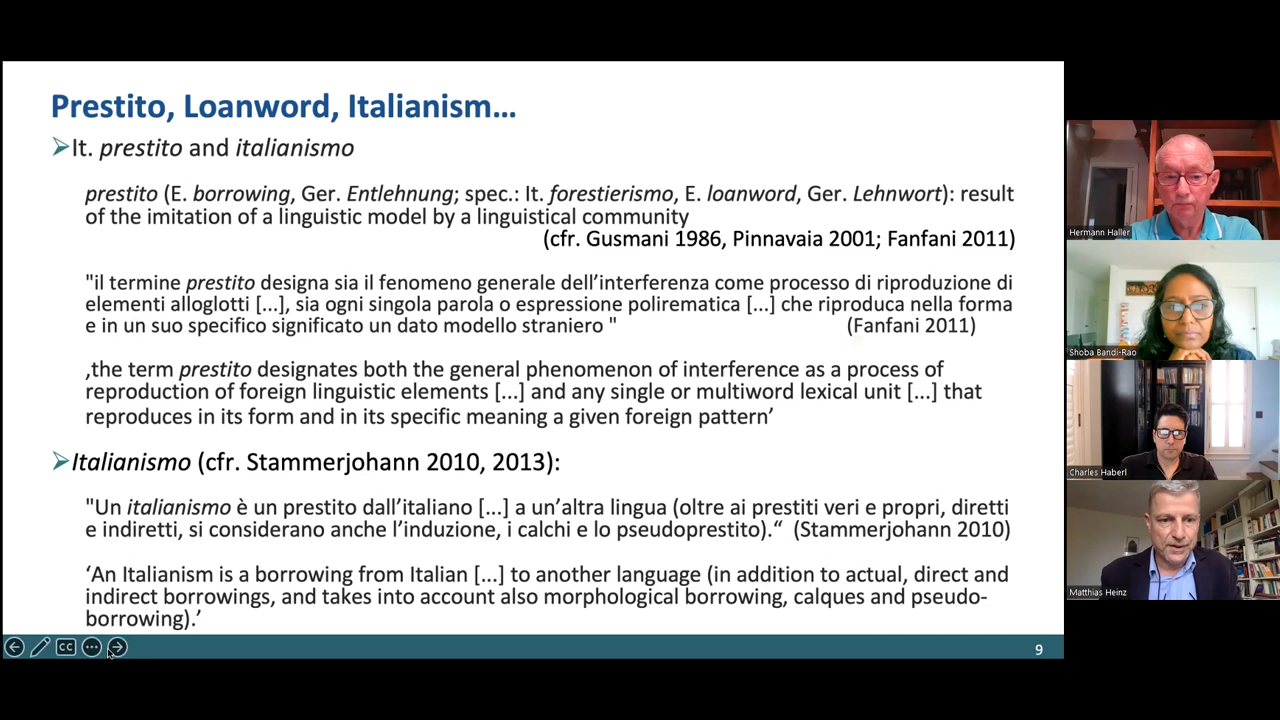 Prestito, Loanword, Italianism...
It. prestito and italianismo
prestito (E. borrowing, Ger. Entlehnung; spec.: It. forestierismo, E. loanword, Ger. Lehnwort): result
of the imitation of a linguistic model by a linguistical community
(cfr. Gusmani 1986, Pinnavaia 2001; Fanfani 2011)
"il termine prestito designa sia il fenomeno generale dell’interferenza come processo di riproduzione di
elementi alloglotti [...], sia ogni singola parola o espressione polirematica [...] che riproduca nella forma
e in un suo specifico significato un dato modello straniero " (Fanfani 2011)
‚the term prestito designates both the general phenomenon of interference as a process of
reproduction of foreign linguistic elements [...] and any single or multiword lexical unit [...] that
reproduces in its form and in its specific meaning a given foreign pattern’
Italianismo (cfr. Stammerjohann 2010, 2013):
"Un italianismo è un prestito dall’italiano [...] a un’altra lingua (oltre ai prestiti veri e propri, diretti
e indiretti, si considerano anche l’induzione, i calchi e lo pseudoprestito).“ (Stammerjohann 2010)
‘An Italianism is a borrowing from Italian [...] to another language (in addition to actual, direct and
indirect borrowings, and takes into account also morphological borrowing, calques and pseudo-
borrowing).’
CC
9
Hermann Haller
Shoba Bandi-Rao
Charles Haberl
Matthias Heinz